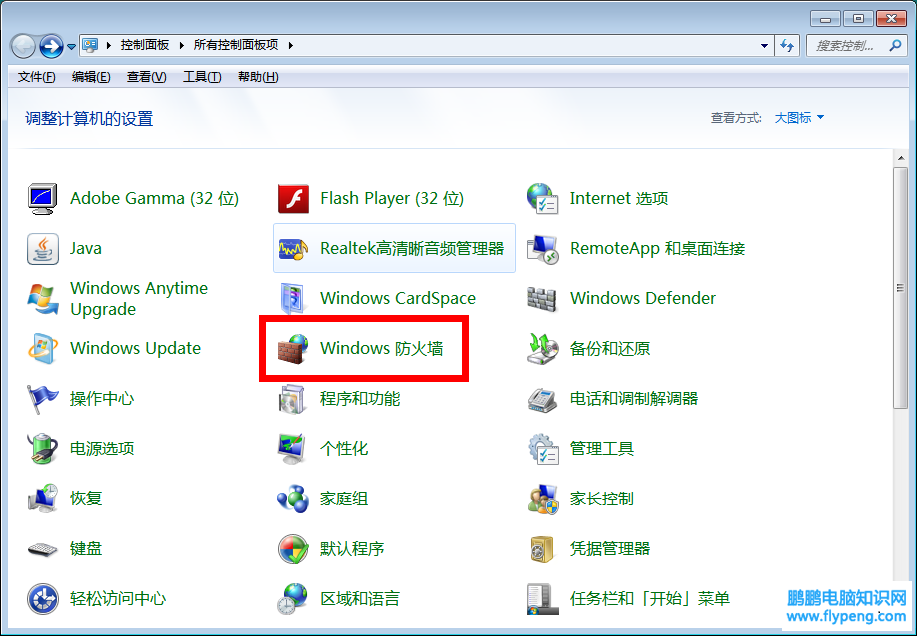 控制面板 ▸ 所有控制面板项 ▸
搜索控制...
文件(F) 编辑(E) 查看(V) 工具(T) 帮助(H)
调整计算机的设置
查看方式: 大图标
Adobe Gamma (32 位)
Flash Player (32 位)
Internet 选项
Java
Realtek高清晰音频管理器
RemoteApp 和桌面连接
Windows Anytime
Upgrade
Windows CardSpace
Windows Defender
Windows Update
Windows 防火墙
备份和还原
操作中心
程序和功能
电话和调制解调器
电源选项
个性化
管理工具
恢复
家庭组
家长控制
键盘
默认程序
凭据管理器
轻松访问中心
区域和语言
任务栏和「开始」菜单
鹏鹏电脑知识网
www.flypeng.com